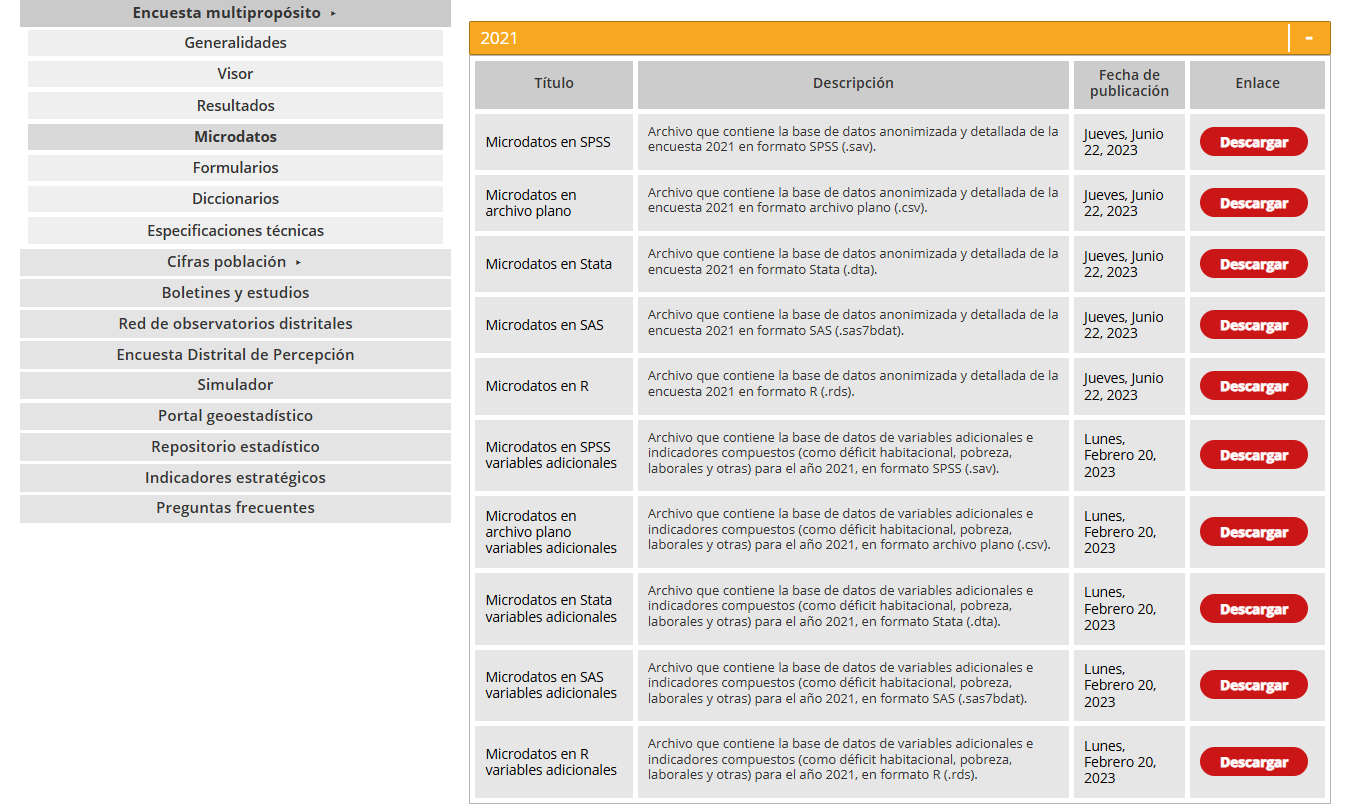 Encuesta multipropósito ▸
Generalidades
Visor
Resultados
Microdatos
Formularios
Diccionarios
Especificaciones técnicas
Cifras población ▸
Boletines y estudios
Red de observatorios distritales
Encuesta Distrital de Percepción
Simulador
Portal geoestadístico
Repositorio estadístico
Indicadores estratégicos
Preguntas frecuentes
2021 -
Título
Descripción
Fecha de
publicación
Enlace
Microdatos en SPSS
Archivo que contiene la base de datos anonimizada y detallada de la
encuesta 2021 en formato SPSS (.sav).
Jueves, Junio
22, 2023
Descargar
Microdatos en
archivo plano
Archivo que contiene la base de datos anonimizada y detallada de la
encuesta 2021 en formato archivo plano (.csv).
Jueves, Junio
22, 2023
Descargar
Microdatos en Stata
Archivo que contiene la base de datos anonimizada y detallada de la
encuesta 2021 en formato Stata (.dta).
Jueves, Junio
22, 2023
Descargar
Microdatos en SAS
Archivo que contiene la base de datos anonimizada y detallada de la
encuesta 2021 en formato SAS (.sas7bdat).
Jueves, Junio
22, 2023
Descargar
Microdatos en R
Archivo que contiene la base de datos anonimizada y detallada de la
encuesta 2021 en formato R (.rds).
Jueves, Junio
22, 2023
Descargar
Microdatos en SPSS
variables adicionales
Archivo que contiene la base de datos de variables adicionales e
indicadores compuestos (como déficit habitacional, pobreza,
laborales y otras) para el año 2021, en formato SPSS (.sav).
Lunes,
Febrero 20,
2023
Descargar
Microdatos en
archivo plano
variables adicionales
Archivo que contiene la base de datos de variables adicionales e
indicadores compuestos (como déficit habitacional, pobreza,
laborales y otras) para el año 2021, en formato archivo plano (.csv).
Lunes,
Febrero 20,
2023
Descargar
Microdatos en Stata
variables adicionales
Archivo que contiene la base de datos de variables adicionales e
indicadores compuestos (como déficit habitacional, pobreza,
laborales y otras) para el año 2021, en formato Stata (.dta).
Lunes,
Febrero 20,
2023
Descargar
Microdatos en SAS
variables adicionales
Archivo que contiene la base de datos de variables adicionales e
indicadores compuestos (como déficit habitacional, pobreza,
laborales y otras) para el año 2021, en formato SAS (.sas7bdat).
Lunes,
Febrero 20,
2023
Descargar
Microdatos en R
variables adicionales
Archivo que contiene la base de datos de variables adicionales e
indicadores compuestos (como déficit habitacional, pobreza,
laborales y otras) para el año 2021, en formato R (.rds).
Lunes,
Febrero 20,
2023
Descargar